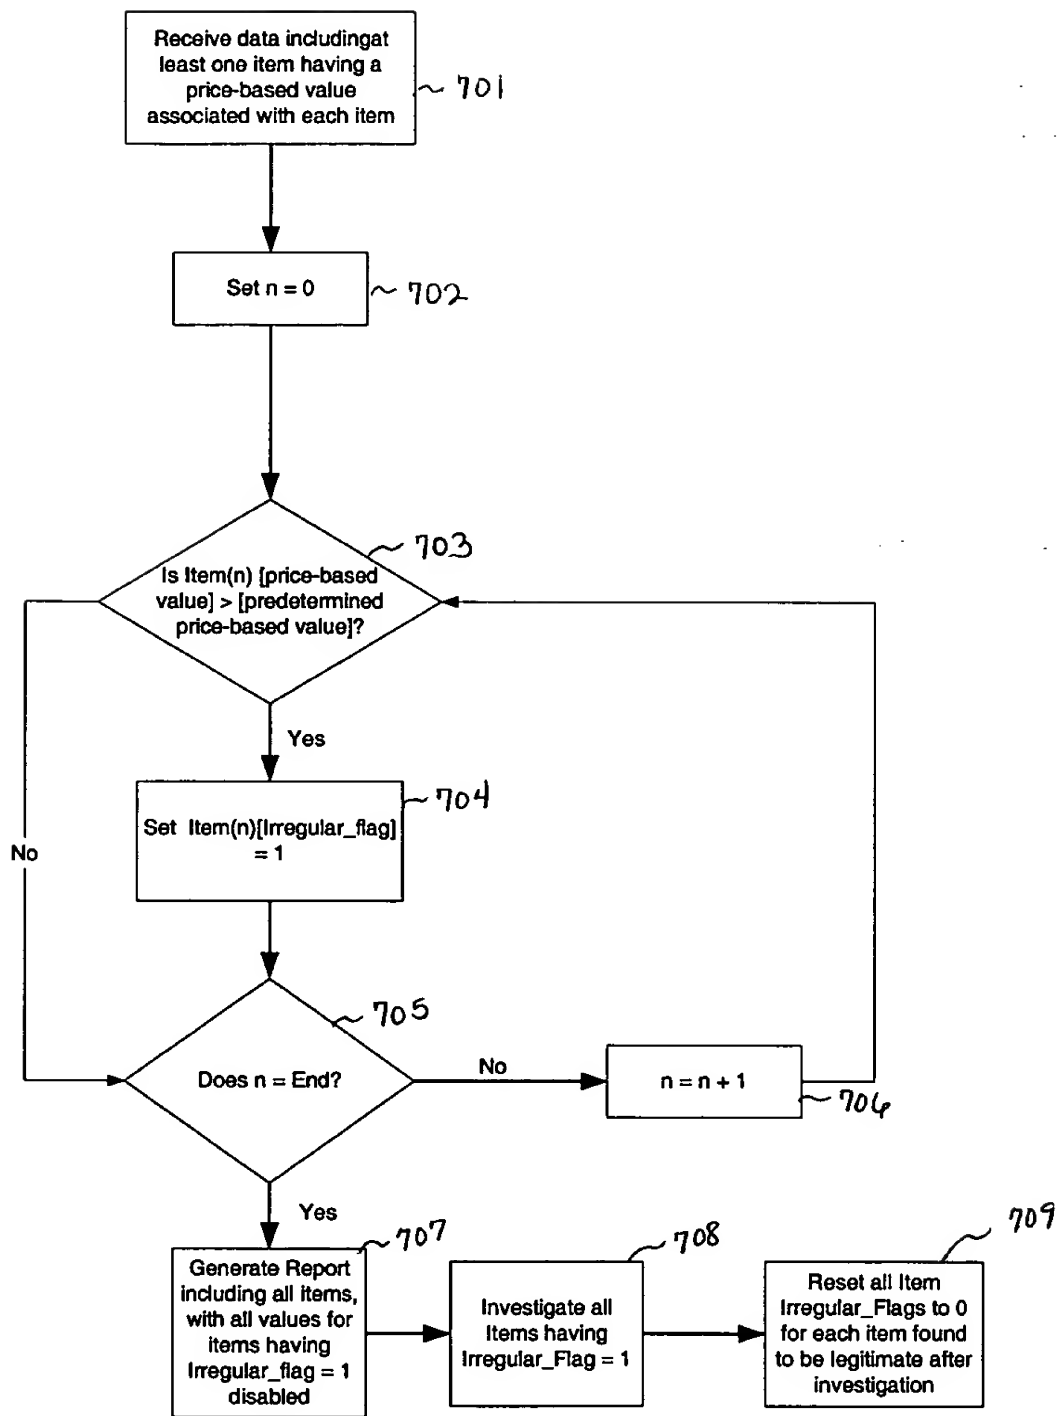 Receive data includingat
least one item having a
price-based value
associated with each item
701
Set n = 0
702
703
Is Item(n) [price-based
value] > [predetermined
price-based value]?
Yes
No
704
Set Item(n)[Irregular_flag]
= 1
705
Does n = End?
No
n = n + 1
706
Yes
707
Generate Report
including all items,
with all values for
items having
Irregular_flag = 1
disabled
708
Investigate all
Items having
Irregular_Flag = 1
709
Reset all Item
Irregular_Flags to 0
for each item found
to be legitimate after
investigation